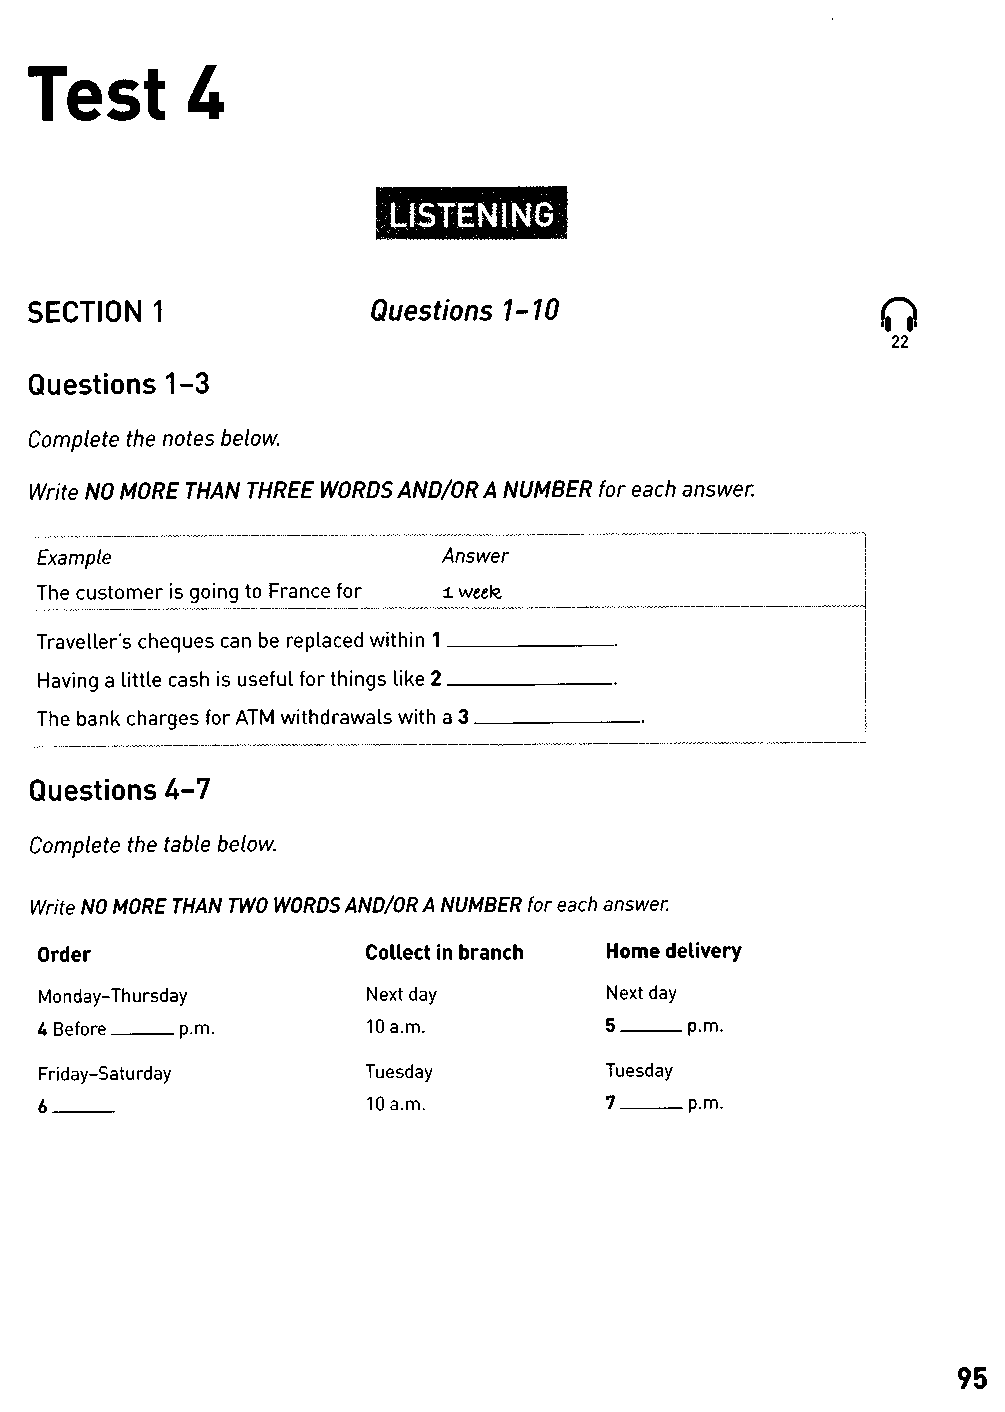 Test 4
LISTENING
SECTION 1 Questions 1–10
22
Questions 1–3
Complete the notes below.
Write NO MORE THAN THREE WORDS AND/OR A NUMBER for each answer.
Example Answer
The customer is going to France for 1 week
Traveller's cheques can be replaced within 1 ____________.
Having a little cash is useful for things like 2 ____________.
The bank charges for ATM withdrawals with a 3 ____________.
Questions 4–7
Complete the table below.
Write NO MORE THAN TWO WORDS AND/OR A NUMBER for each answer.
Order Collect in branch Home delivery
Monday–Thursday Next day Next day
4 Before ______ p.m. 10 a.m. 5 ______ p.m.
Friday–Saturday Tuesday Tuesday
6 ______ 10 a.m. 7 ______ p.m.
95